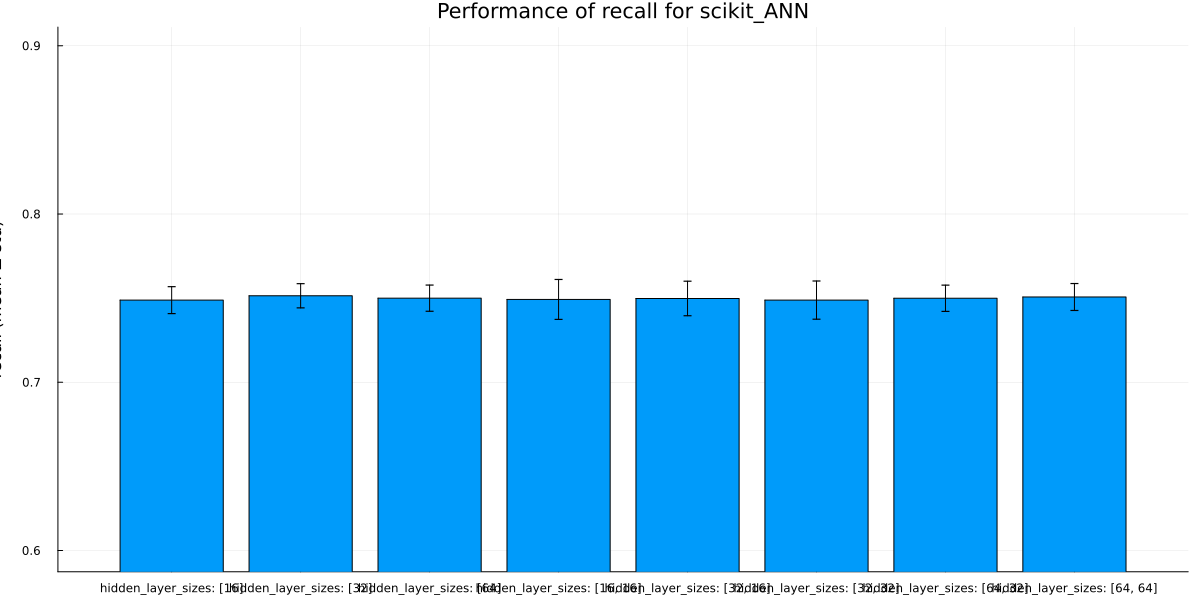 Performance of recall for scikit_ANN
0.9
0.8
0.7
0.6
hidden_layer_sizes: [16]
hidden_layer_sizes: [32]
hidden_layer_sizes: [64]
hidden_layer_sizes: [16, 16]
hidden_layer_sizes: [32, 16]
hidden_layer_sizes: [32, 32]
hidden_layer_sizes: [64, 32]
hidden_layer_sizes: [64, 64]